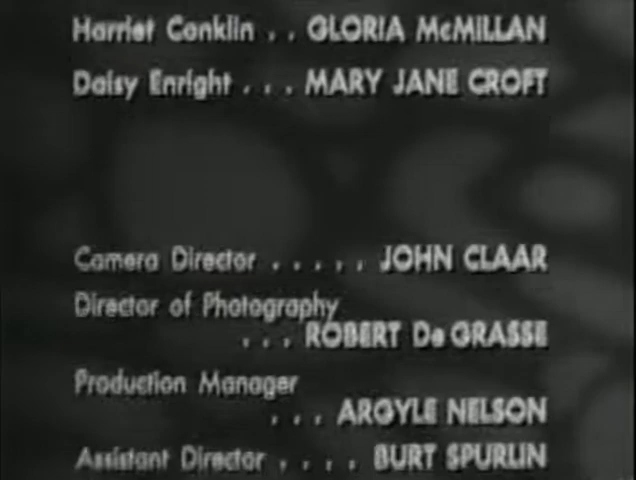 Harriet Conklin . . GLORIA McMILLAN
Daisy Enright . . . MARY JANE CROFT
Camera Director . . . . . JOHN CLAAR
Director of Photography
. . . ROBERT De GRASSE
Production Manager
. . . ARGYLE NELSON
Assistant Director . . . . BURT SPURLIN